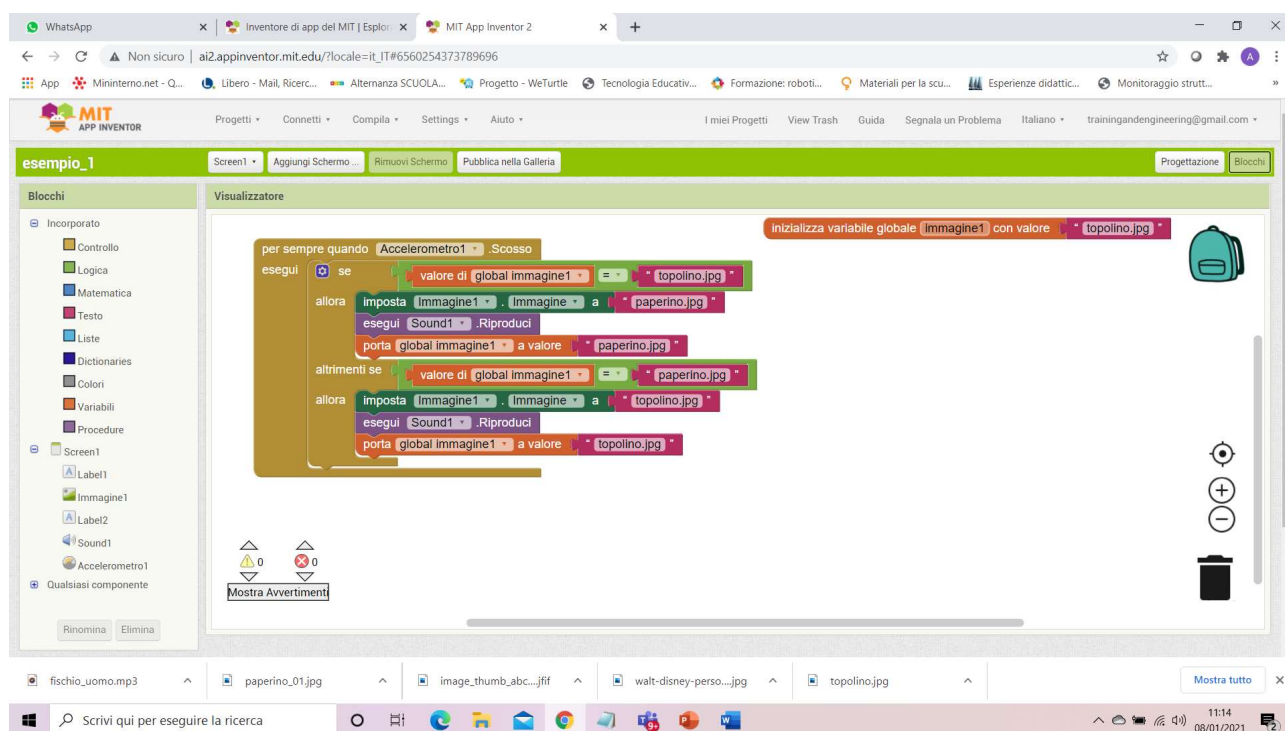 WhatsApp
Inventore di app del MIT | Esplor
MIT App Inventor 2
Non sicuro | ai2.appinventor.mit.edu/?locale=it_IT#6560254373789696
A
App Mininterno.net - Q... Libero - Mail, Ricerc... Alternanza SCUOLA... Progetto - WeTurtle Tecnologia Educativ... Formazione: roboti... Materiali per la scu... Esperienze didattic... Monitoraggio strutt... »
MIT
APP INVENTOR
Progetti Connetti Compila Settings Aiuto I miei Progetti View Trash Guida Segnala un Problema Italiano trainingandengineering@gmail.com
esempio_1 Screen1 Aggiungi Schermo ... Rimuovi Schermo Pubblica nella Galleria Progettazione Blocchi
Blocchi
Visualizzatore
Incorporato
Controllo
Logica
Matematica
Testo
Liste
Dictionaries
Colori
Variabili
Procedure
Screen1
Label1
Immagine1
Label2
Sound1
Accelerometro1
Qualsiasi componente
Rinomina Elimina
inizializza variabile globale immagine1 con valore " topolino.jpg "
per sempre quando Accelerometro1 .Scosso
esegui se valore di global immagine1 = " topolino.jpg "
allora imposta Immagine1 . Immagine a " paperino.jpg "
esegui Sound1 .Riproduci
porta global immagine1 a valore " paperino.jpg "
altrimenti se valore di global immagine1 = " paperino.jpg "
allora imposta Immagine1 . Immagine a " topolino.jpg "
esegui Sound1 .Riproduci
porta global immagine1 a valore " topolino.jpg "
0 0
Mostra Avvertimenti
fischio_uomo.mp3 paperino_01.jpg image_thumb_abc....jfif walt-disney-perso....jpg topolino.jpg Mostra tutto
Scrivi qui per eseguire la ricerca
11:14
08/01/2021